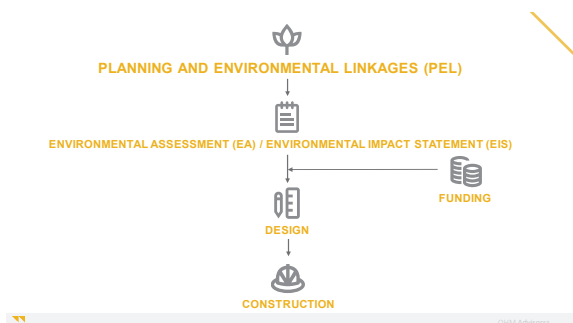 PLANNING AND ENVIRONMENTAL LINKAGES (PEL)
ENVIRONMENTAL ASSESSMENT (EA) / ENVIRONMENTAL IMPACT STATEMENT (EIS)
FUNDING
DESIGN
CONSTRUCTION